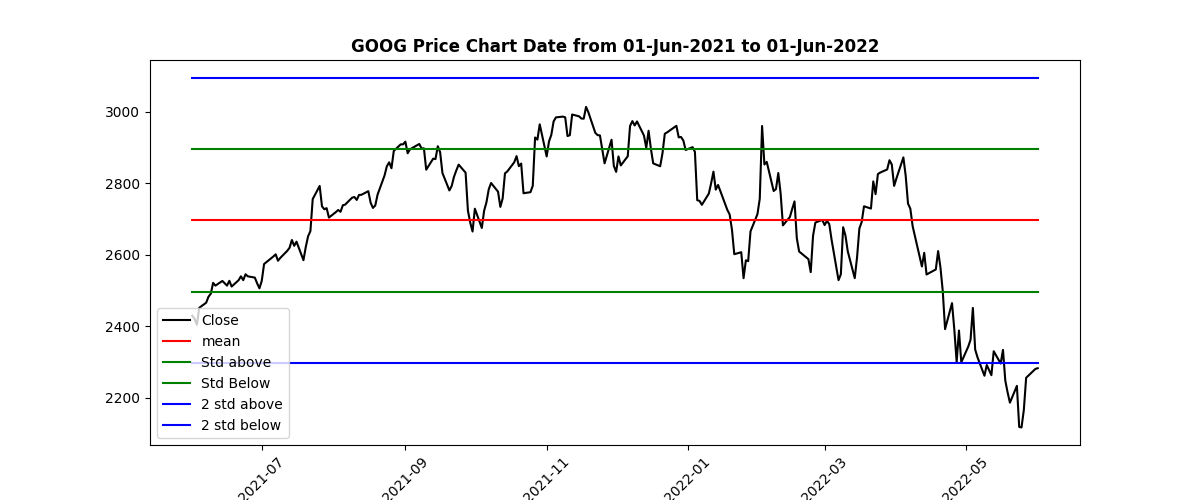 GOOG Price Chart Date from 01-Jun-2021 to 01-Jun-2022
3000
2800
2600
2400
2200
Close
mean
Std above
Std Below
2 std above
2 std below
2021-07
2021-09
2021-11
2022-01
2022-03
2022-05